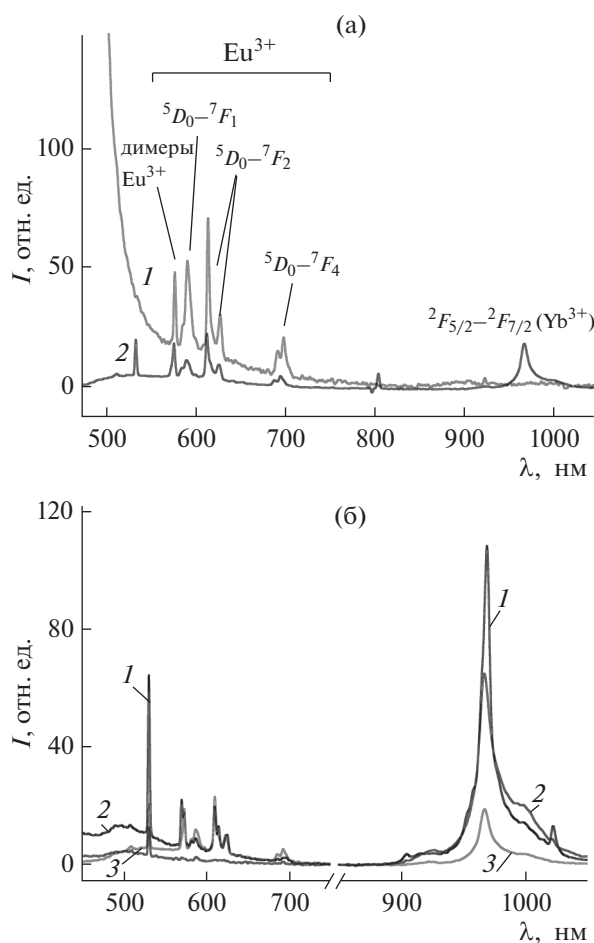 (а)
Eu³⁺
⁵D₀–⁷F₁
димеры
Eu³⁺
⁵D₀–⁷F₂
⁵D₀–⁷F₄
²F₅/₂–²F₇/₂ (Yb³⁺)
I, отн. ед.
100
50
0
1
2
500 600 700 800 900 1000
λ, нм
(б)
I, отн. ед.
120
80
40
0
1
2
3
1
2
3
500 600 700 900 1000
λ, нм